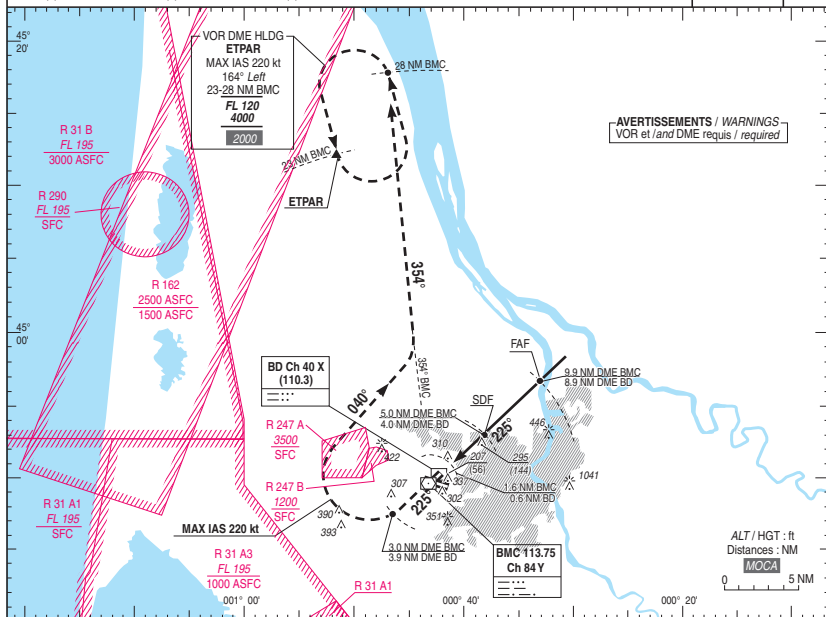 45°
20'
VOR DME HLDG
ETPAR
MAX IAS 220 kt
164° Left
23-28 NM BMC
FL 120
4000
2000
28 NM BMC
AVERTISSEMENTS / WARNINGS
VOR et /and DME requis / required
R 31 B
FL 195
3000 ASFC
23 NM BMC
R 290
FL 195
SFC
ETPAR
354°
R 162
2500 ASFC
1500 ASFC
45°
00'
FAF
BD Ch 40 X
(110.3)
354° BMC
9.9 NM DME BMC
8.9 NM DME BD
040°
SDF
5.0 NM DME BMC
4.0 NM DME BD
225°
R 247 A
3500
SFC
446
310
422
207
(56)
295
(144)
1041
R 247 B
1200
SFC
307
33
1.6 NM BMC
0.6 NM BD
302
225°
R 31 A1
FL 195
SFC
390
393
351
MAX IAS 220 kt
3.0 NM DME BMC
3.9 NM DME BD
BMC 113.75
Ch 84 Y
ALT / HGT : ft
Distances : NM
MOCA
0 5 NM
R 31 A3
FL 195
1000 ASFC
R 31 A1
001° 00'
000° 40'
000° 20'